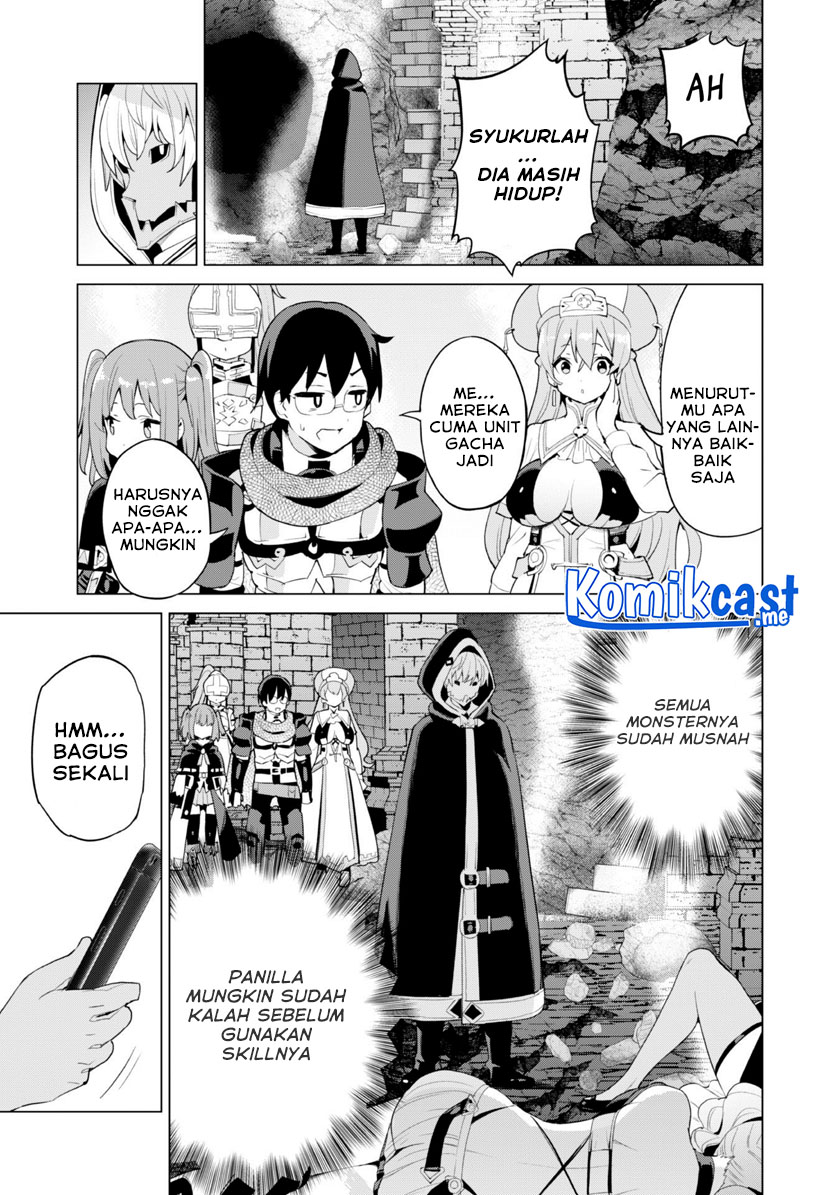 AH
SYUKURLAH
...
DIA MASIH
HIDUP!
MENURUT-
MU APA
YANG LAIN-
NYA BAIK-
BAIK
SAJA
ME...
MEREKA
CUMA UNIT
GACHA
JADI
HARUSNYA
NGGAK
APA-APA...
MUNGKIN
Komikcast
.me
SEMUA
MONSTERNYA
SUDAH MUSNAH
PANILLA
MUNGKIN SUDAH
KALAH SEBELUM
GUNAKAN
SKILLNYA
HMM...
BAGUS
SEKALI